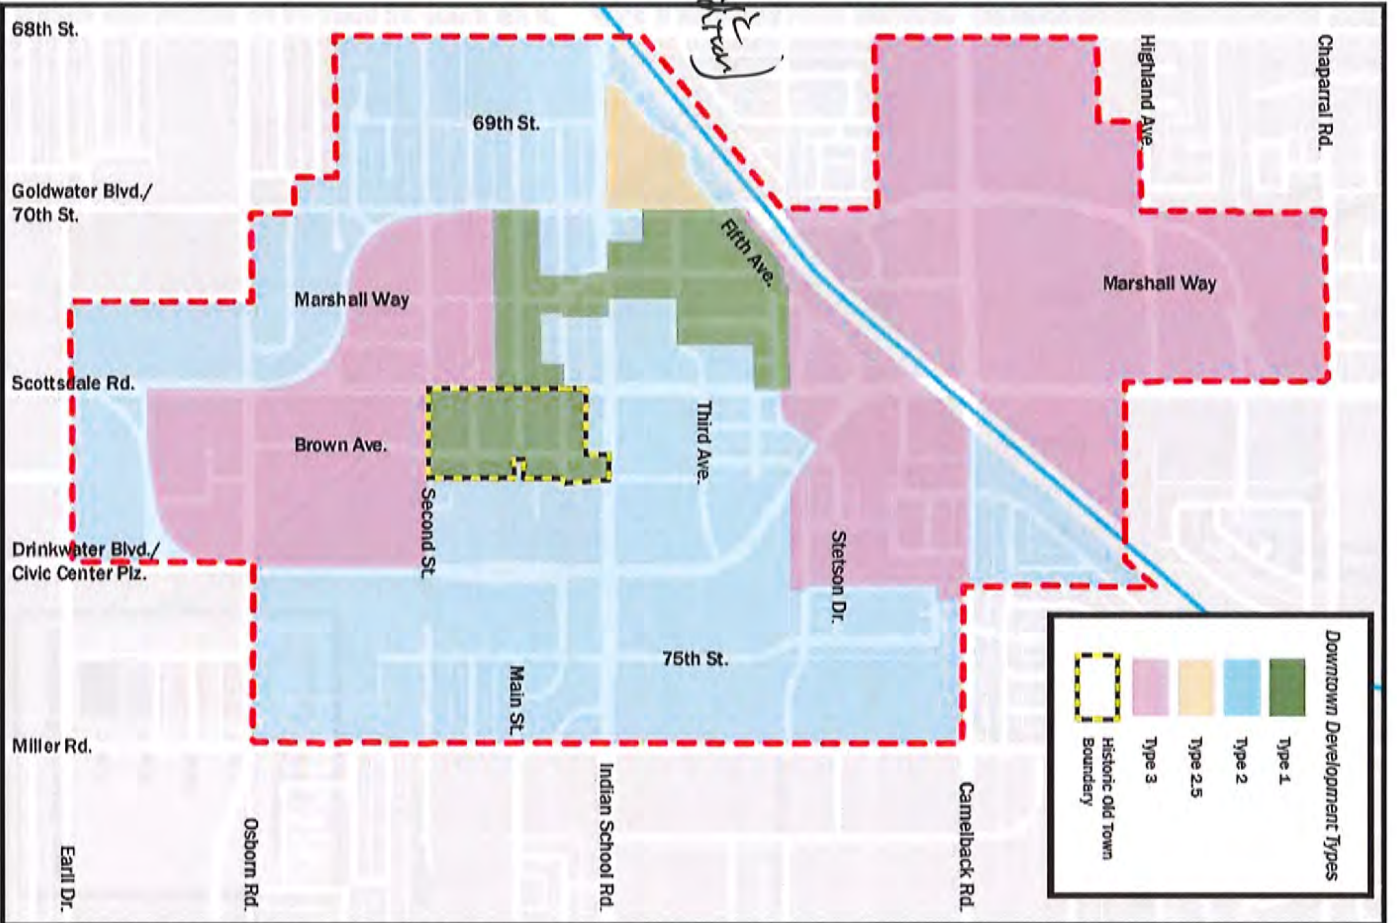 68th St.
Highland Ave.
Chaparral Rd.
69th St.
Goldwater Blvd./
70th St.
Fifth Ave.
Marshall Way
Marshall Way
Scottsdale Rd.
Third Ave.
Brown Ave.
Second St.
Drinkwater Blvd./
Civic Center Plz.
Stetson Dr.
75th St.
Main St.
Miller Rd.
Indian School Rd.
Camelback Rd.
Osborn Rd.
Earll Dr.
Downtown Development Types
Type 1
Type 2
Type 2.5
Type 3
Historic old Town
Boundary